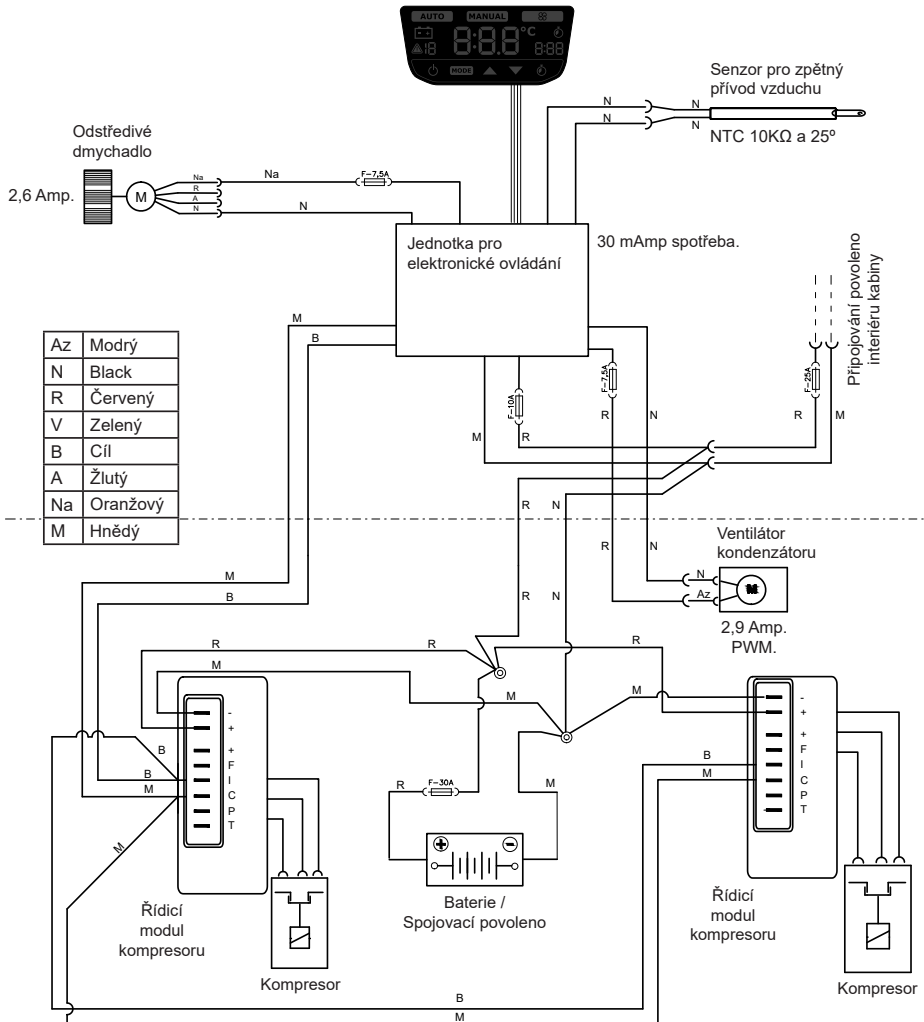 AUTO
MANUAL
8:8.8
°C
18
8:88
MODE
Senzor pro zpětný
přívod vzduchu
N
N
N
N
NTC 10KΩ a 25º
Odstředivé
dmychadlo
2,6 Amp.
M
Na
R
A
N
Na
F-7,5A
N
Jednotka pro
elektronické ovládání
30 mAmp spotřeba.
Připojování povoleno
interiéru kabiny
M
B
F-10A
F-7,5A
F-25A
R
N
R
M
M
R
Az Modrý
N Black
R Červený
V Zelený
B Cíl
A Žlutý
Na Oranžový
M Hnědý
R
N
R
N
Ventilátor
kondenzátoru
N
Az
M
2,9 Amp.
PWM.
M
B
R
N
R
M
R
M
M
-
+
+
F
I
C
P
T
B
B
M
M
-
+
+
F
I
C
P
T
B
M
R
F-30A
M
+
-
Baterie /
Spojovací povoleno
Řídicí
modul
kompresoru
Kompresor
Řídicí
modul
kompresoru
Kompresor
B
M